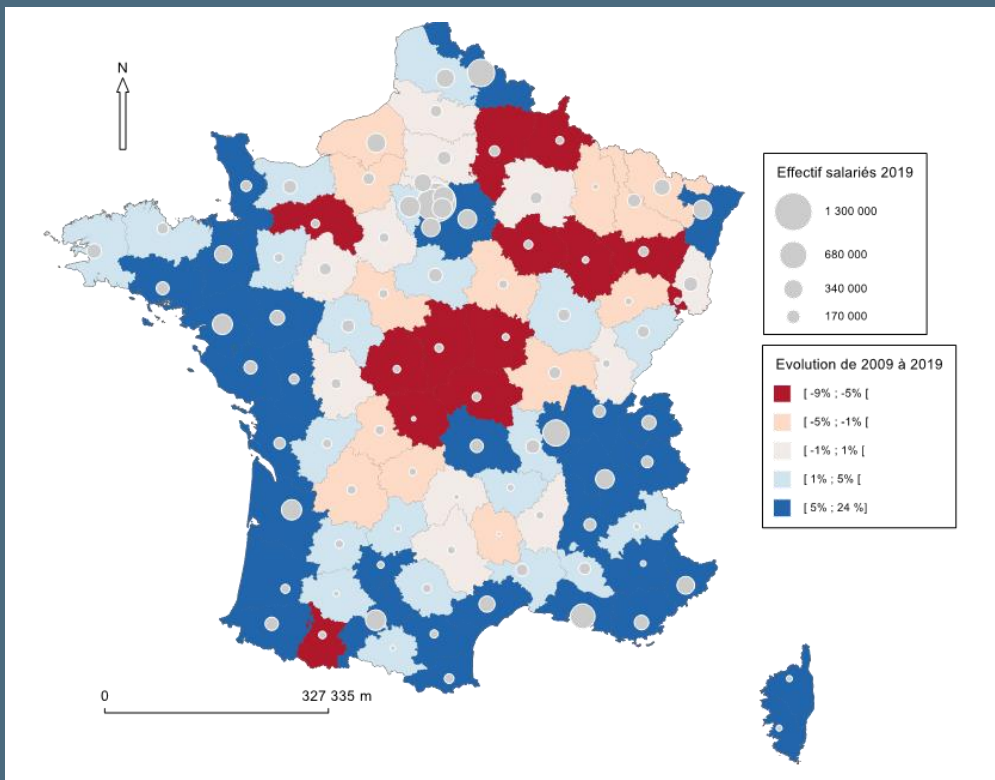 N
Effectif salariés 2019
1 300 000
680 000
340 000
170 000
Evolution de 2009 à 2019
[ -9% ; -5% [
[ -5% ; -1% [
[ -1% ; 1% [
[ 1% ; 5% [
[ 5% ; 24 %]
0 327 335 m